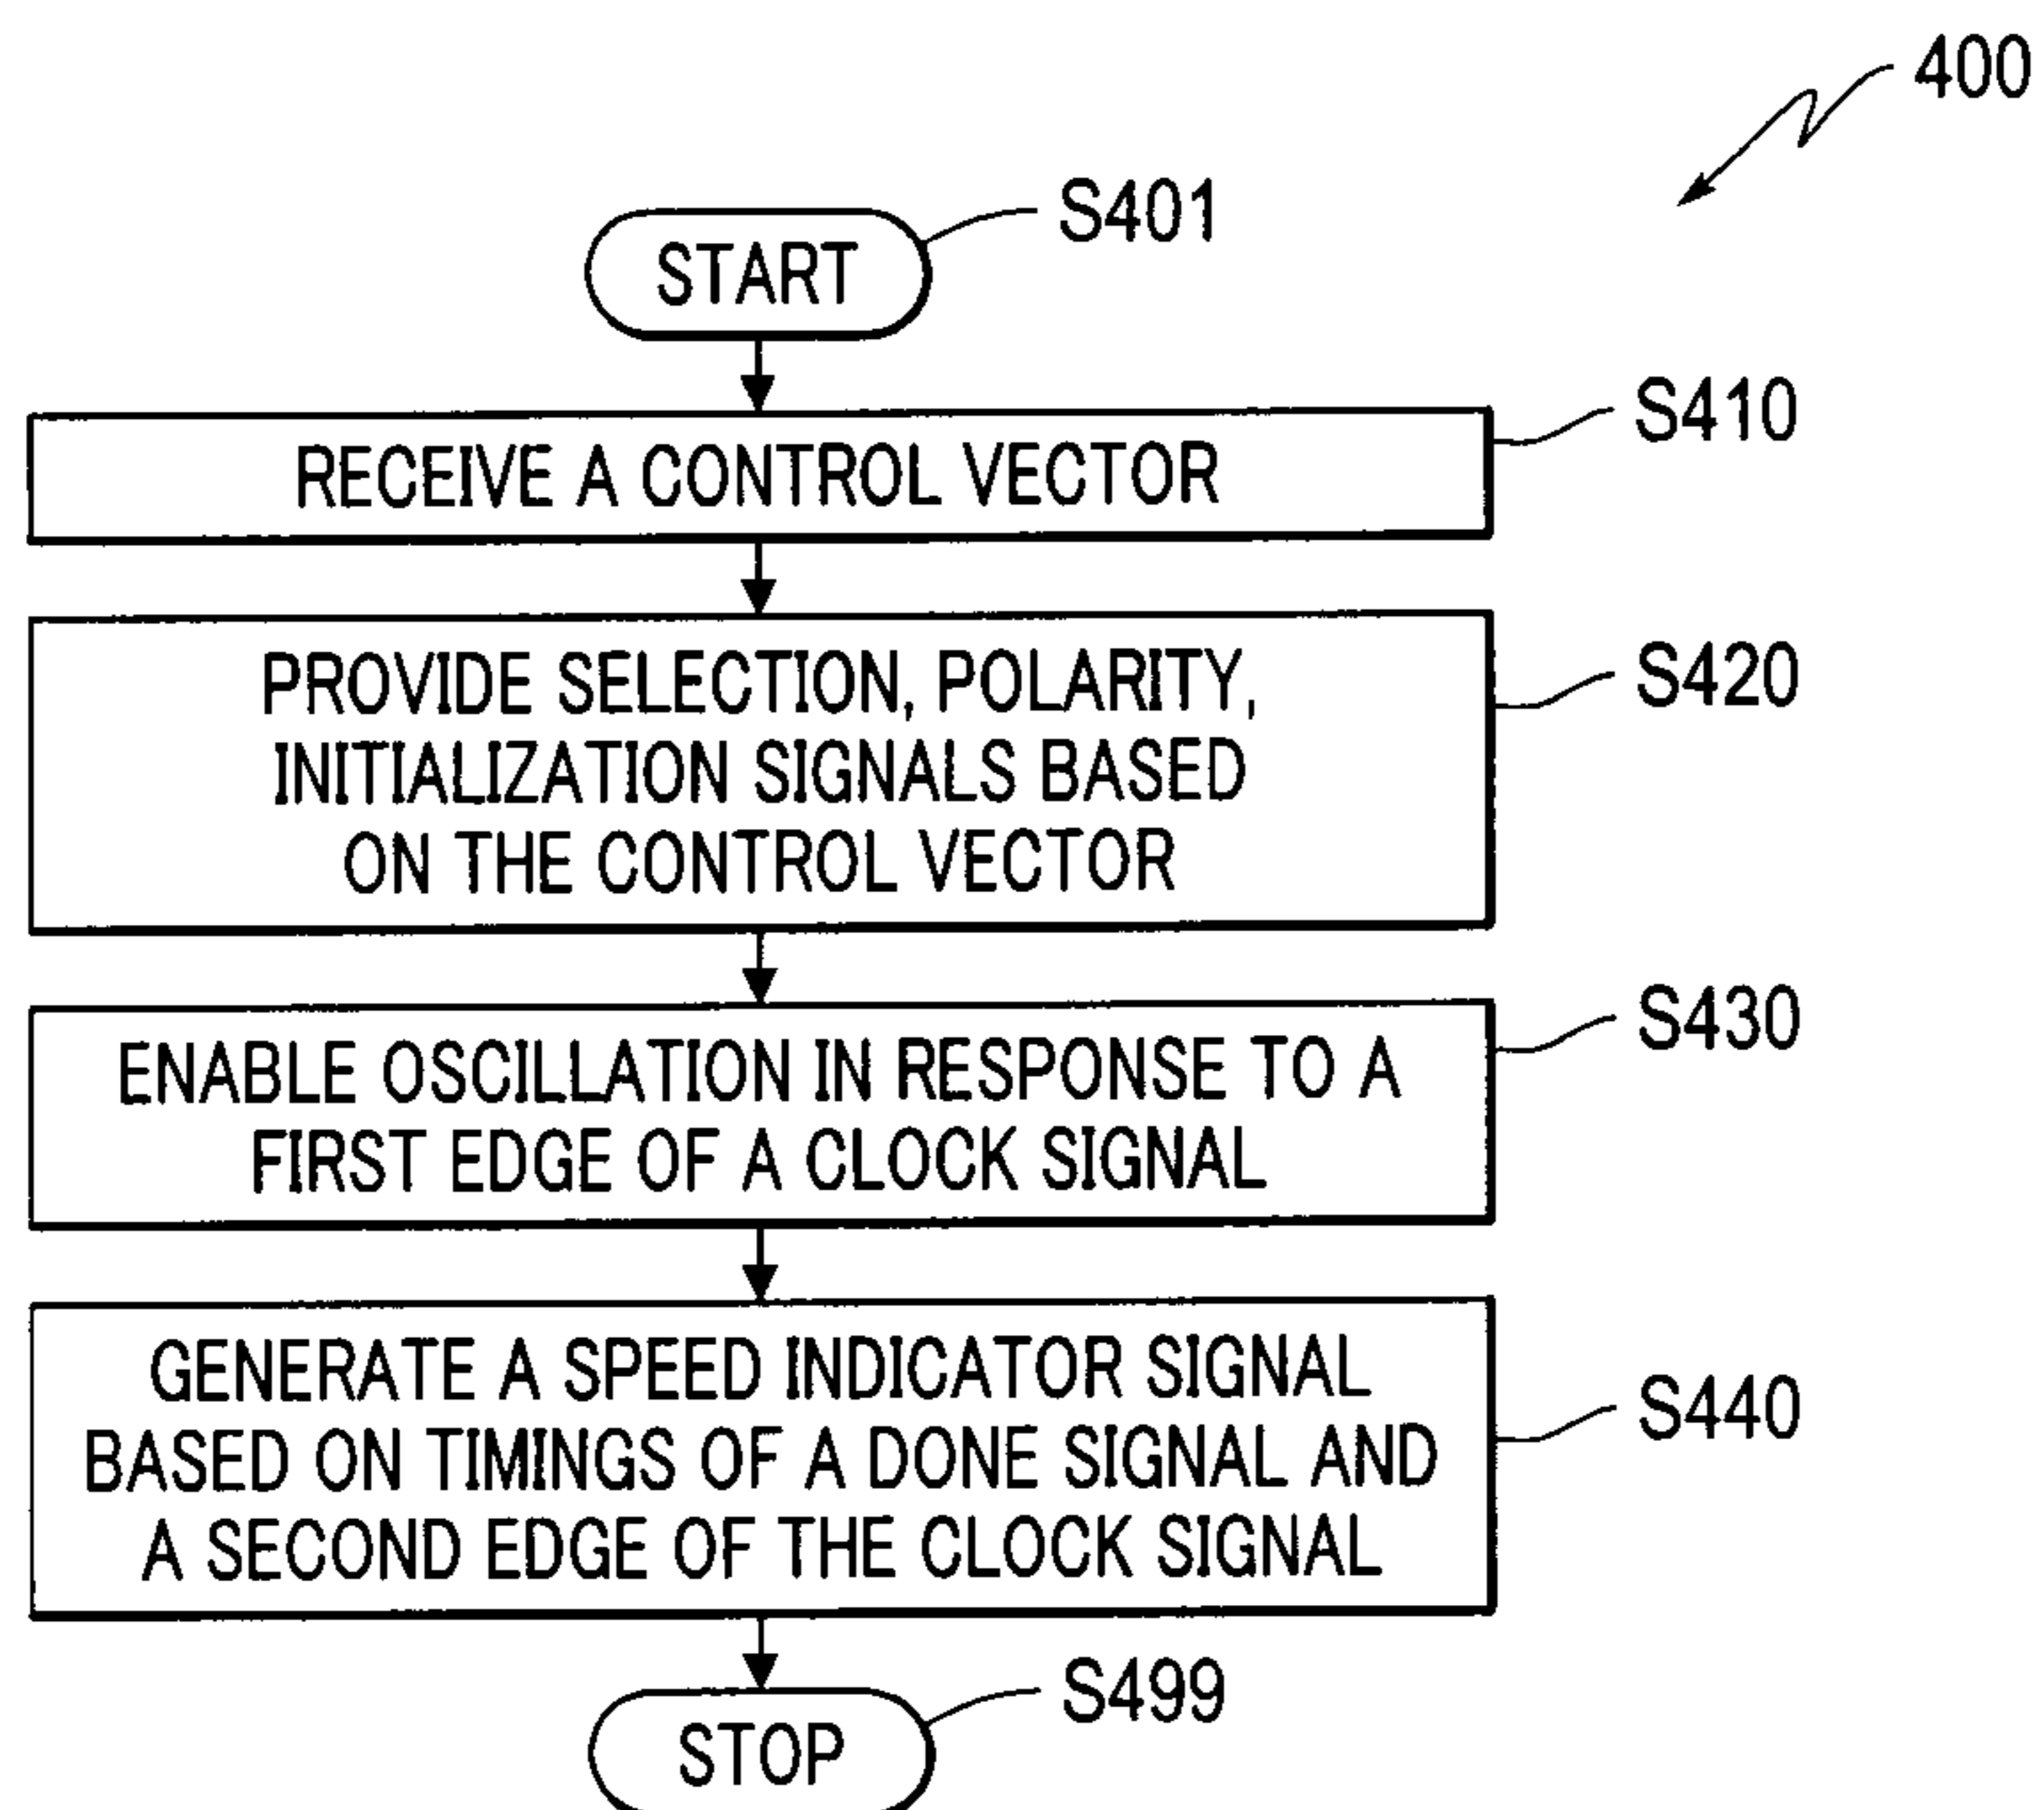 400
S401
START
S410
RECEIVE A CONTROL VECTOR
S420
PROVIDE SELECTION, POLARITY,
INITIALIZATION SIGNALS BASED
ON THE CONTROL VECTOR
S430
ENABLE OSCILLATION IN RESPONSE TO A
FIRST EDGE OF A CLOCK SIGNAL
S440
GENERATE A SPEED INDICATOR SIGNAL
BASED ON TIMINGS OF A DONE SIGNAL AND
A SECOND EDGE OF THE CLOCK SIGNAL
S499
STOP